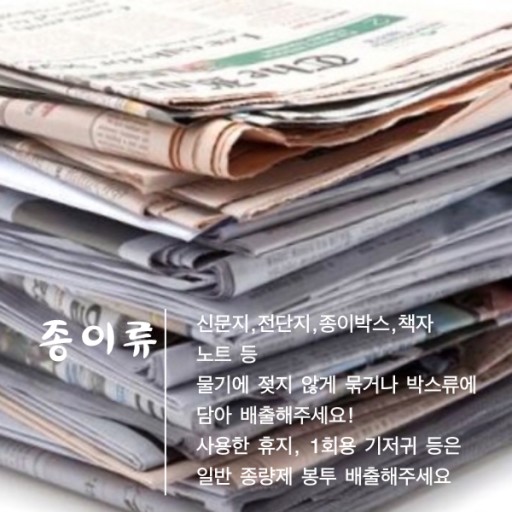 종이류
신문지,전단지,종이박스,책자
노트 등
물기에 젖지 않게 묶거나 박스류에
담아 배출해주세요!
사용한 휴지, 1회용 기저귀 등은
일반 종량제 봉투 배출해주세요